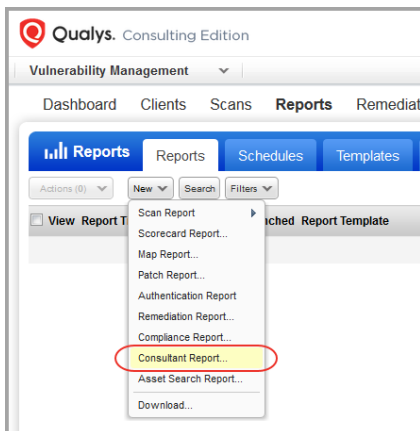 Qualys. Consulting Edition
Vulnerability Management
Dashboard Clients Scans Reports
Reports Reports Schedules Templates
Actions (0) New Search Filters
View Report Report Template
Scan Report
Scorecard Report...
Map Report...
Patch Report...
Authentication Report
Remediation Report...
Compliance Report...
Consultant Report...
Asset Search Report...
Download...